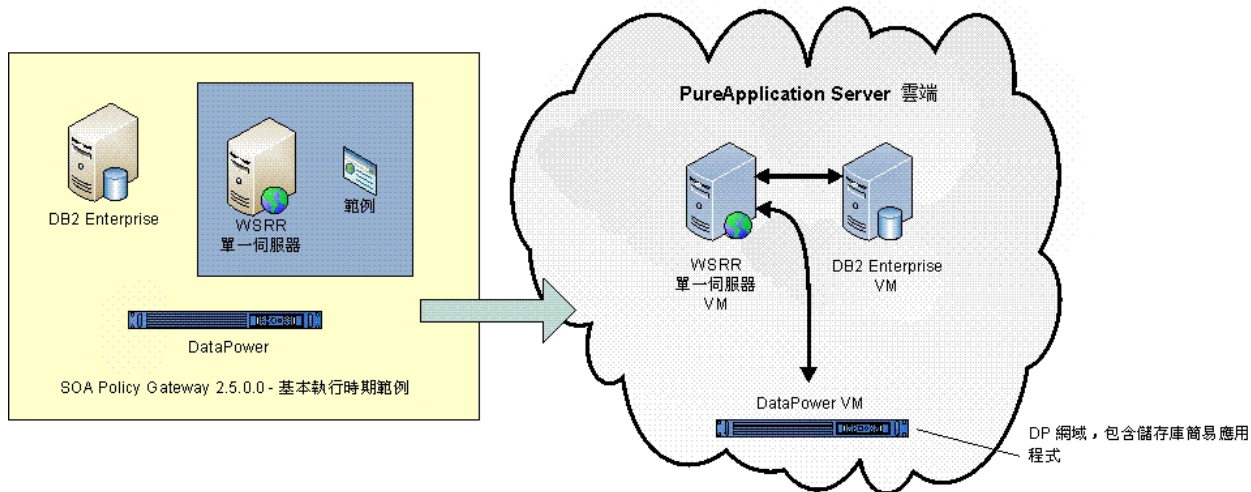 DB2 Enterprise
WSRR
單一伺服器
範例
DataPower
SOA Policy Gateway 2.5.0.0 - 基本執行時期範例
PureApplication Server 雲端
WSRR
單一伺服器
VM
DB2 Enterprise
VM
DataPower VM
DP 網域，包含儲存庫簡易應用
程式